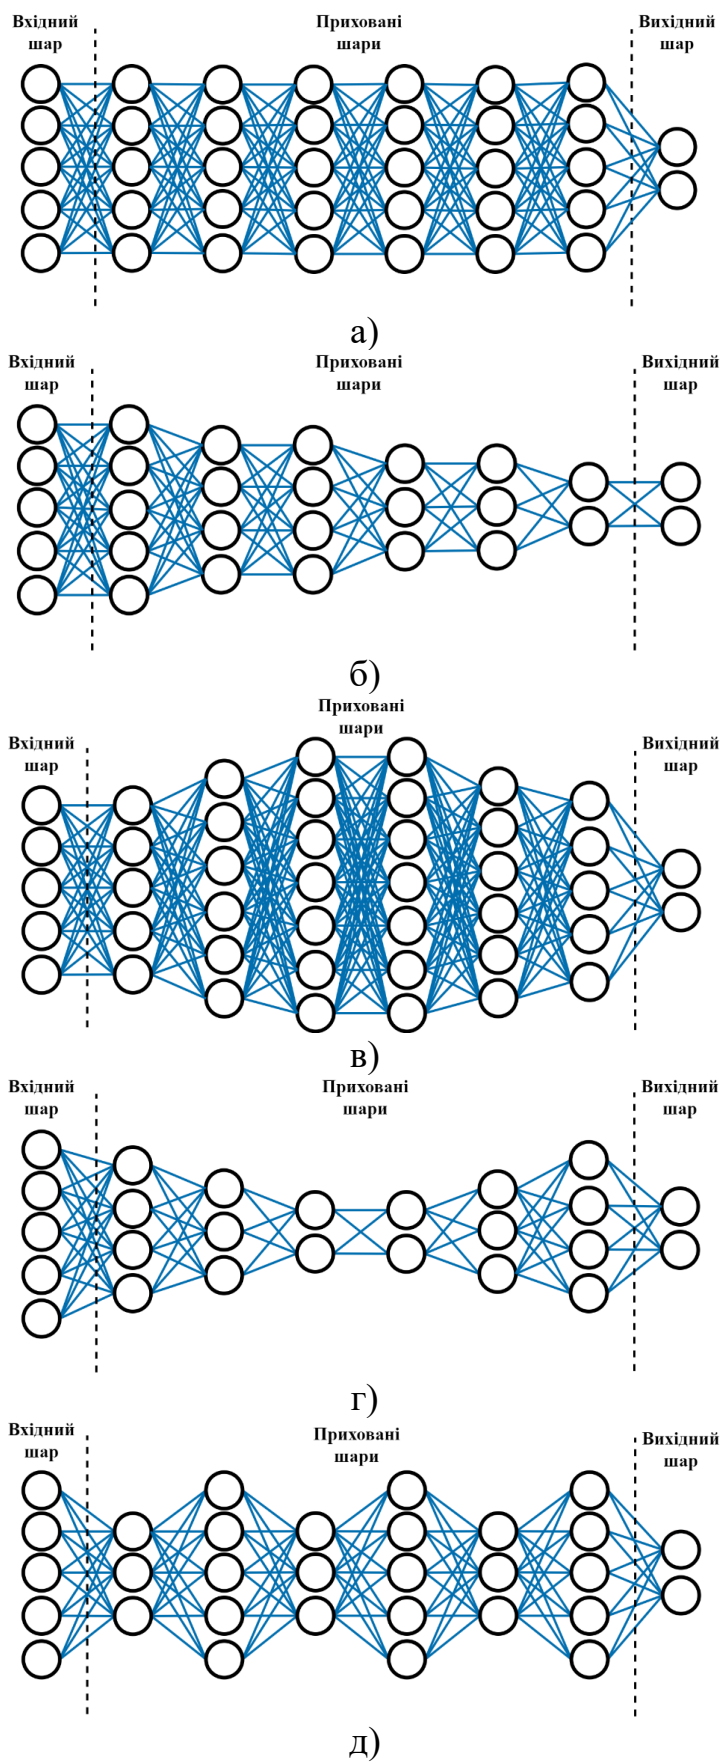 Вхідний
шар
Приховані
шари
Вихідний
шар
а)
Вхідний
шар
Приховані
шари
Вихідний
шар
б)
Приховані
шари
Вхідний
шар
Вихідний
шар
в)
Вхідний
шар
Приховані
шари
Вихідний
шар
г)
Вхідний
шар
Приховані
шари
Вихідний
шар
д)